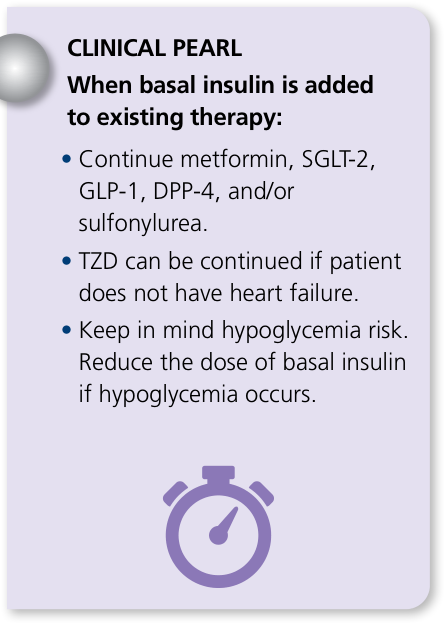 CLINICAL PEARL
When basal insulin is added
to existing therapy:
• Continue metformin, SGLT-2,
GLP-1, DPP-4, and/or
sulfonylurea.
• TZD can be continued if patient
does not have heart failure.
• Keep in mind hypoglycemia risk.
Reduce the dose of basal insulin
if hypoglycemia occurs.